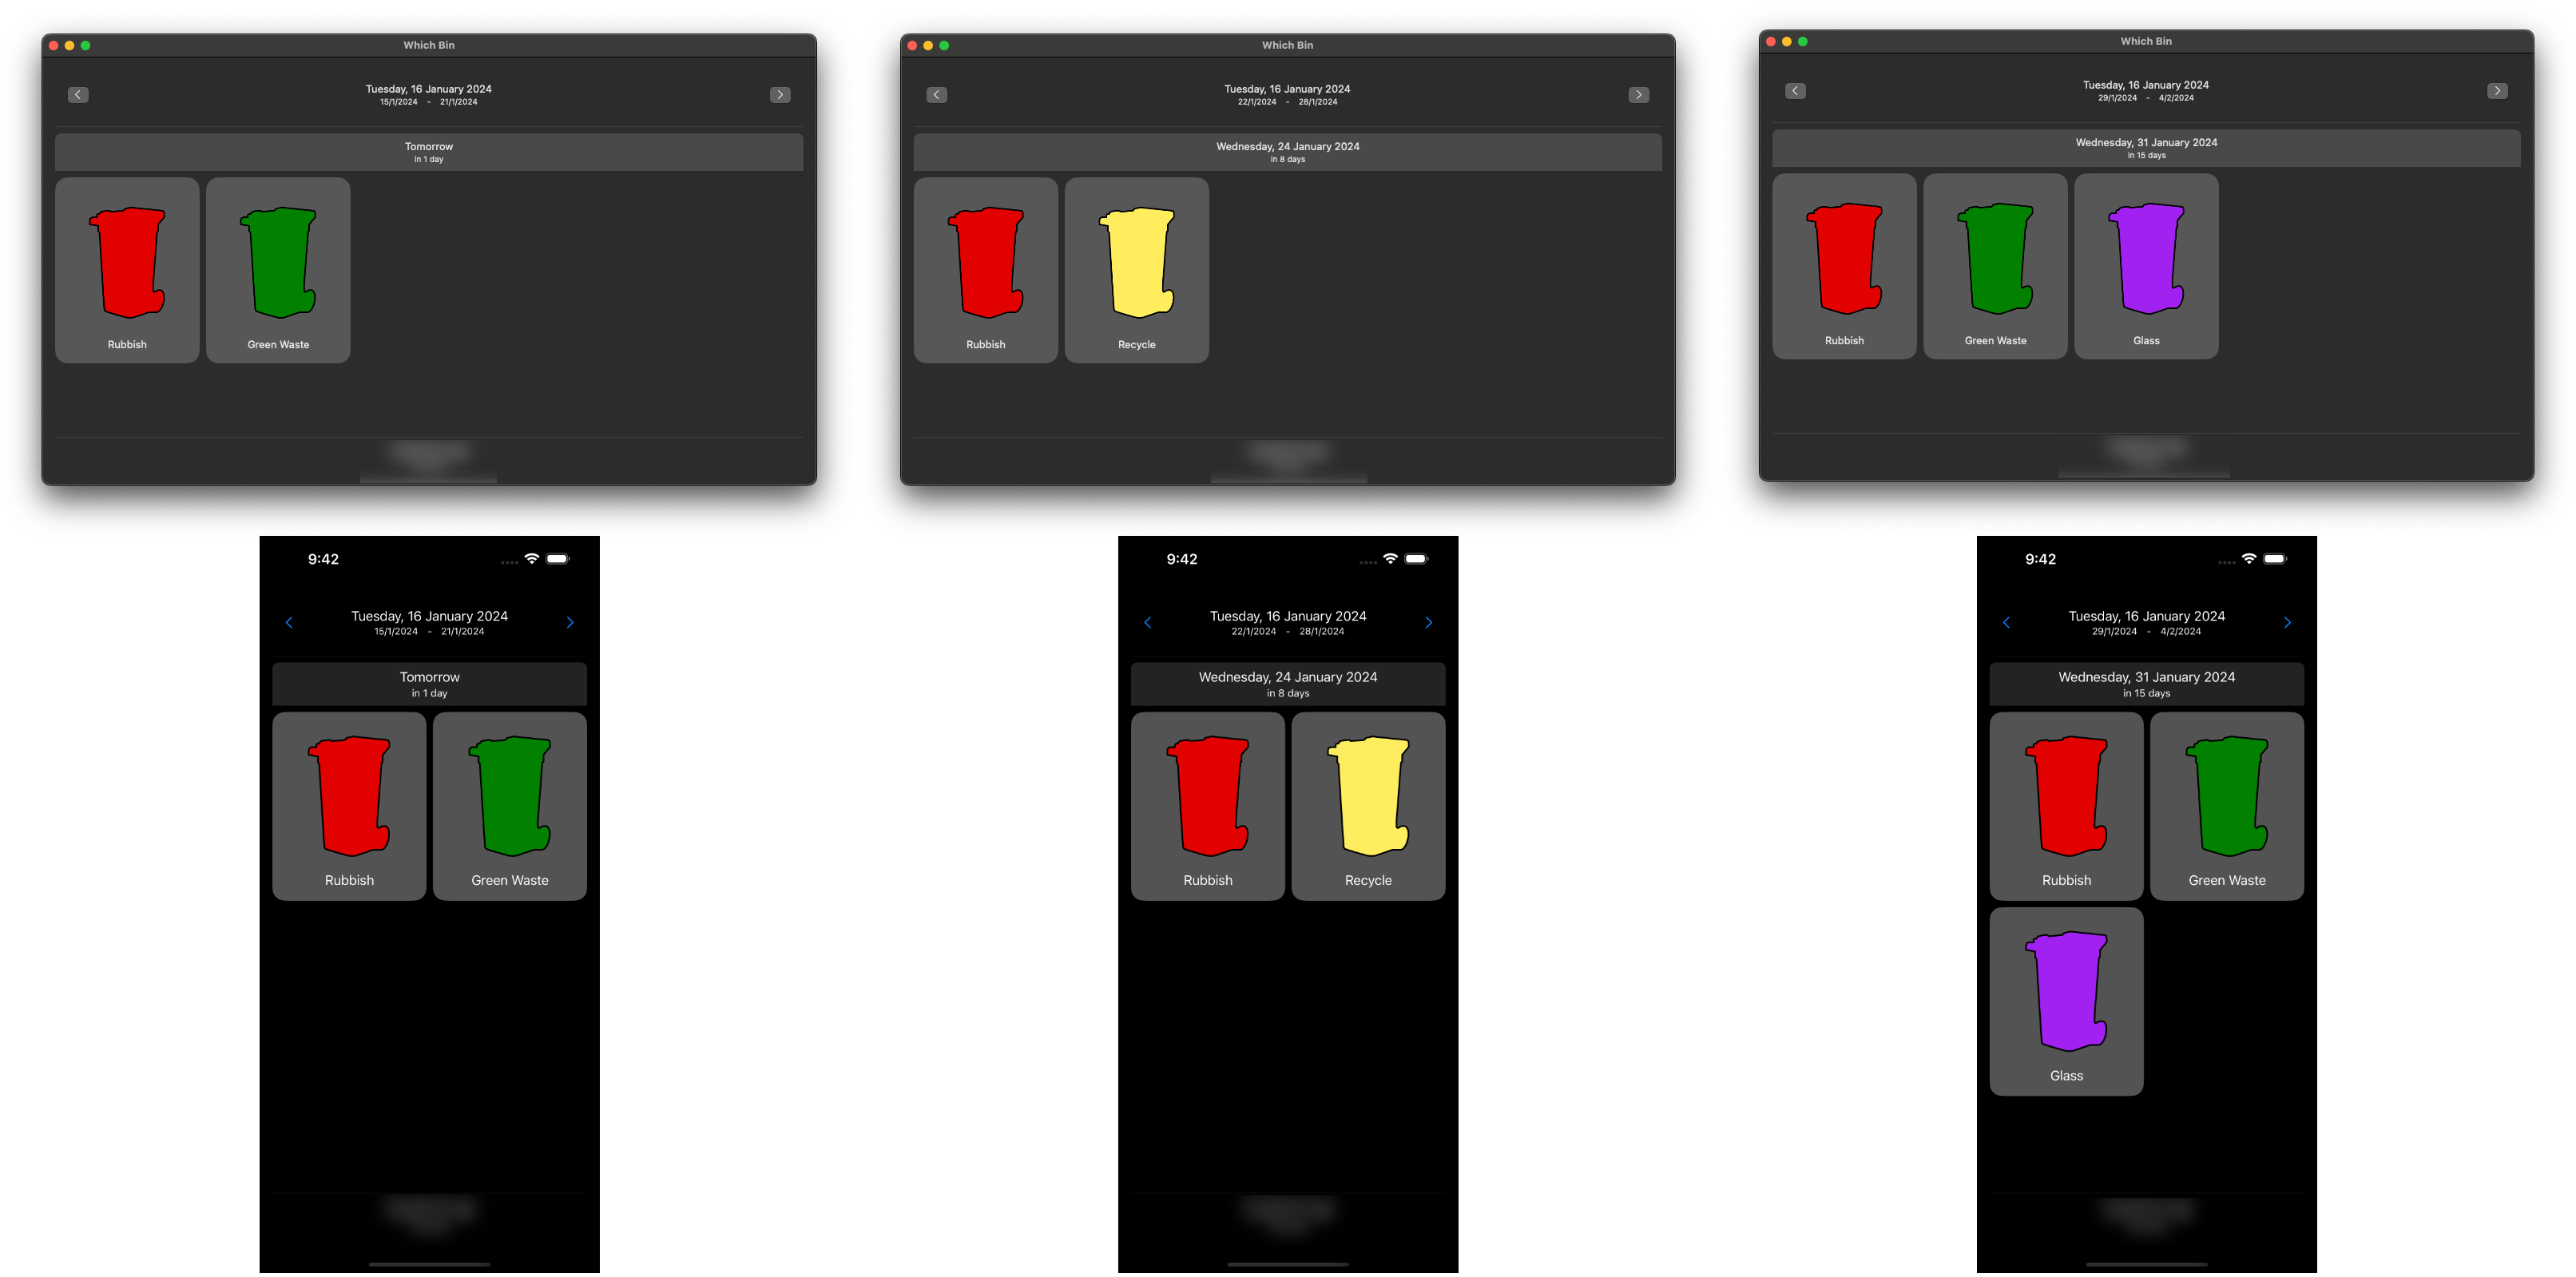 Which Bin
Tuesday, 16 January 2024
15/1/2024 - 21/1/2024
Tomorrow
in 1 day
Rubbish
Green Waste
Which Bin
Tuesday, 16 January 2024
22/1/2024 - 28/1/2024
Wednesday, 24 January 2024
in 8 days
Rubbish
Recycle
Which Bin
Tuesday, 16 January 2024
29/1/2024 - 4/2/2024
Wednesday, 31 January 2024
in 15 days
Rubbish
Green Waste
Glass
9:42
Tuesday, 16 January 2024
15/1/2024 - 21/1/2024
Tomorrow
in 1 day
Rubbish
Green Waste
9:42
Tuesday, 16 January 2024
22/1/2024 - 28/1/2024
Wednesday, 24 January 2024
in 8 days
Rubbish
Recycle
9:42
Tuesday, 16 January 2024
29/1/2024 - 4/2/2024
Wednesday, 31 January 2024
in 15 days
Rubbish
Green Waste
Glass